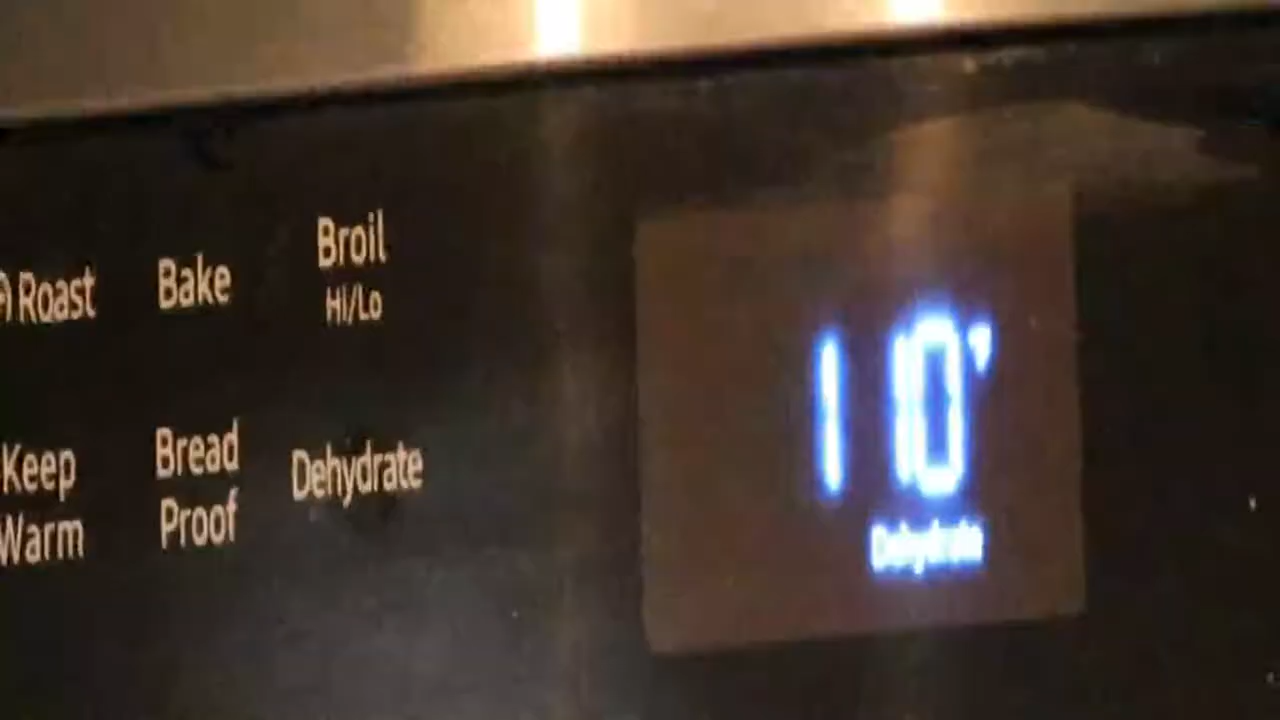 Roast Bake Broil
Hi/Lo
Keep Warm
Bread Proof
Dehydrate
1 10°
Dehydrate